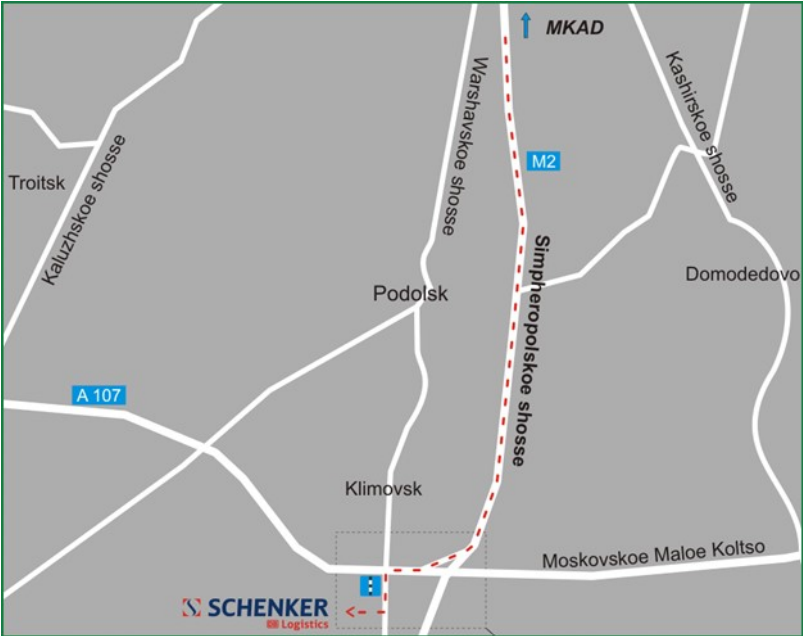 MKAD
Kashirskoe shosse
Warshavskoe shosse
M2
Troitsk
Kaluzhskoe shosse
Simpheropolskoe shosse
Domodedovo
Podolsk
A 107
Klimovsk
Moskovskoe Maloe Koltso
SCHENKER
DB Logistics